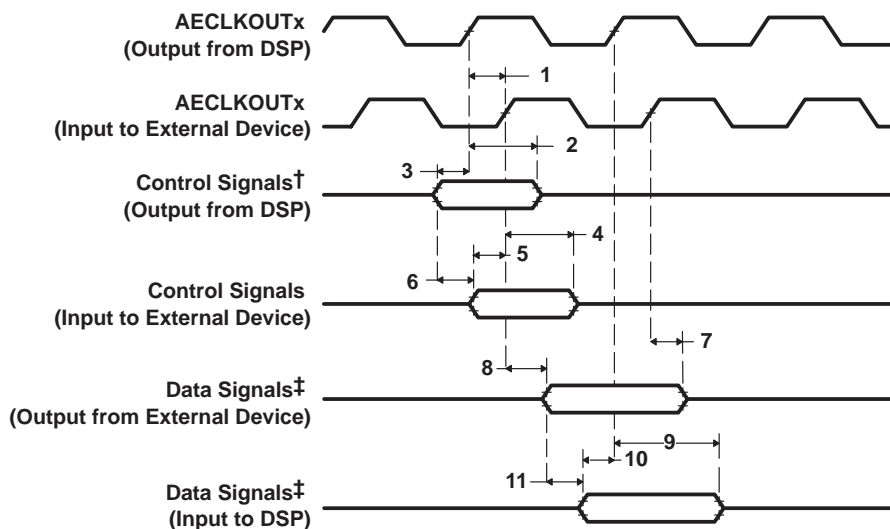 AECLKOUTx
(Output from DSP)
1
AECLKOUTx
(Input to External Device)
2
3
Control Signals†
(Output from DSP)
4
5
6
Control Signals
(Input to External Device)
7
8
Data Signals‡
(Output from External Device)
9
10
11
Data Signals‡
(Input to DSP)